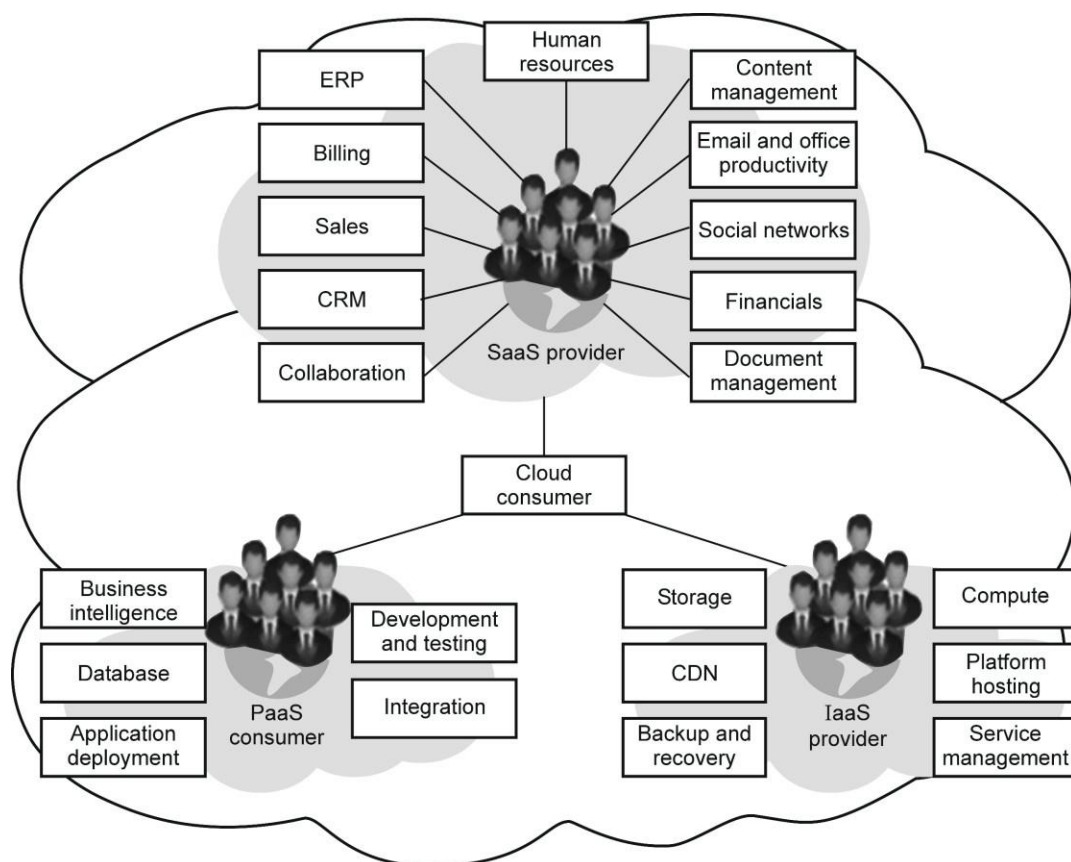 Human
resources
ERP
Content
management
Billing
Email and office
productivity
Sales
Social networks
CRM
Financials
SaaS provider
Collaboration
Document
management
Cloud
consumer
Business
intelligence
Development
and testing
Database
Integration
PaaS
consumer
Application
deployment
Storage
Compute
CDN
Platform
hosting
IaaS
provider
Backup and
recovery
Service
management